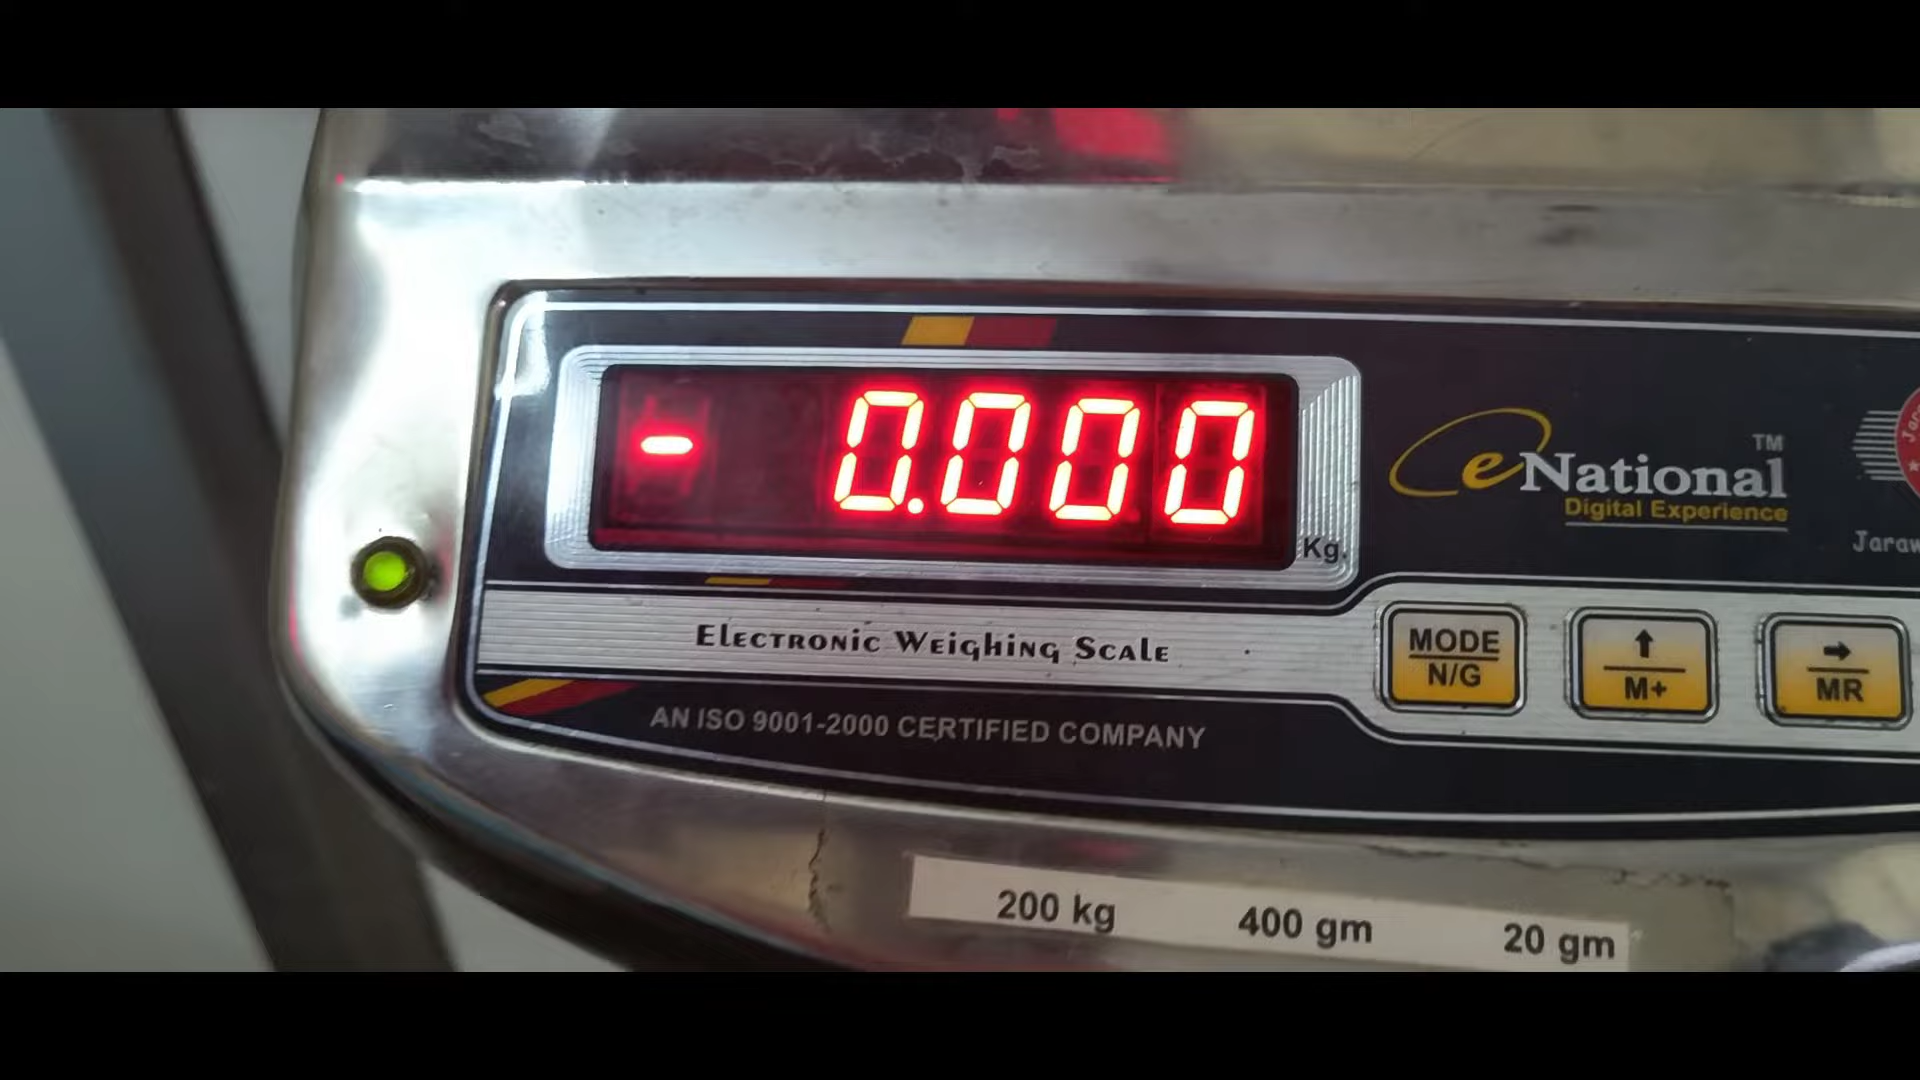 - 0.000
Kg.
eNational TM
Digital Experience
Electronic Weighing Scale
MODE
N/G
↑
M+
→
MR
AN ISO 9001-2000 CERTIFIED COMPANY
200 kg 400 gm 20 gm